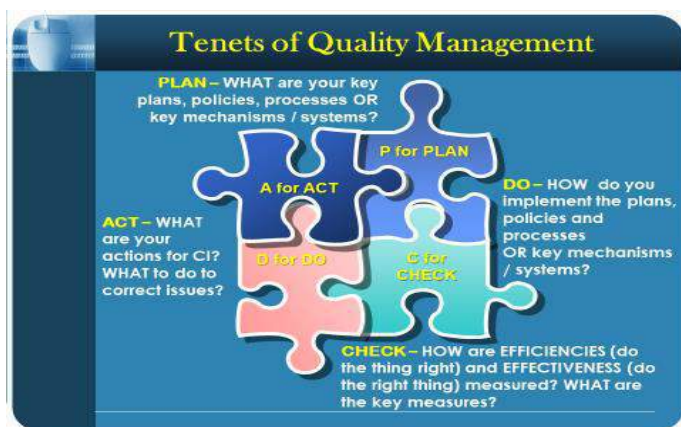 Tenets of Quality Management
PLAN – WHAT are your key
plans, policies, processes OR
key mechanisms / systems?
P for PLAN
A for ACT
DO – HOW do you
implement the plans,
policies and
processes
OR key mechanisms
/ systems?
ACT – WHAT
are your
actions for CI?
WHAT to do to
correct issues?
D for DO
C for
CHECK
CHECK – HOW are EFFICIENCIES (do
the thing right) and EFFECTIVENESS (do
the right thing) measured? WHAT are
the key measures?